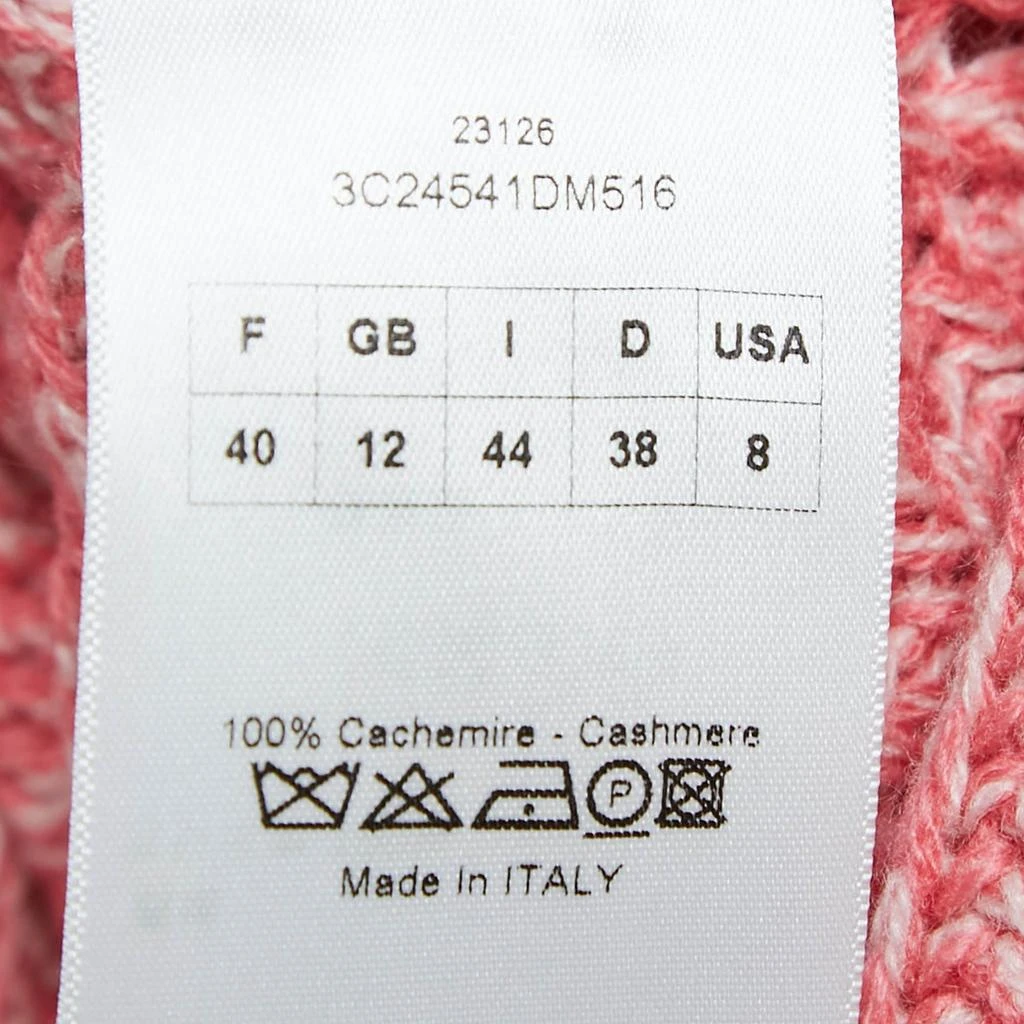 23126
3C24541DM516
F GB I D USA
40 12 44 38 8
100% Cachemire - Cashmere
P
Made In ITALY